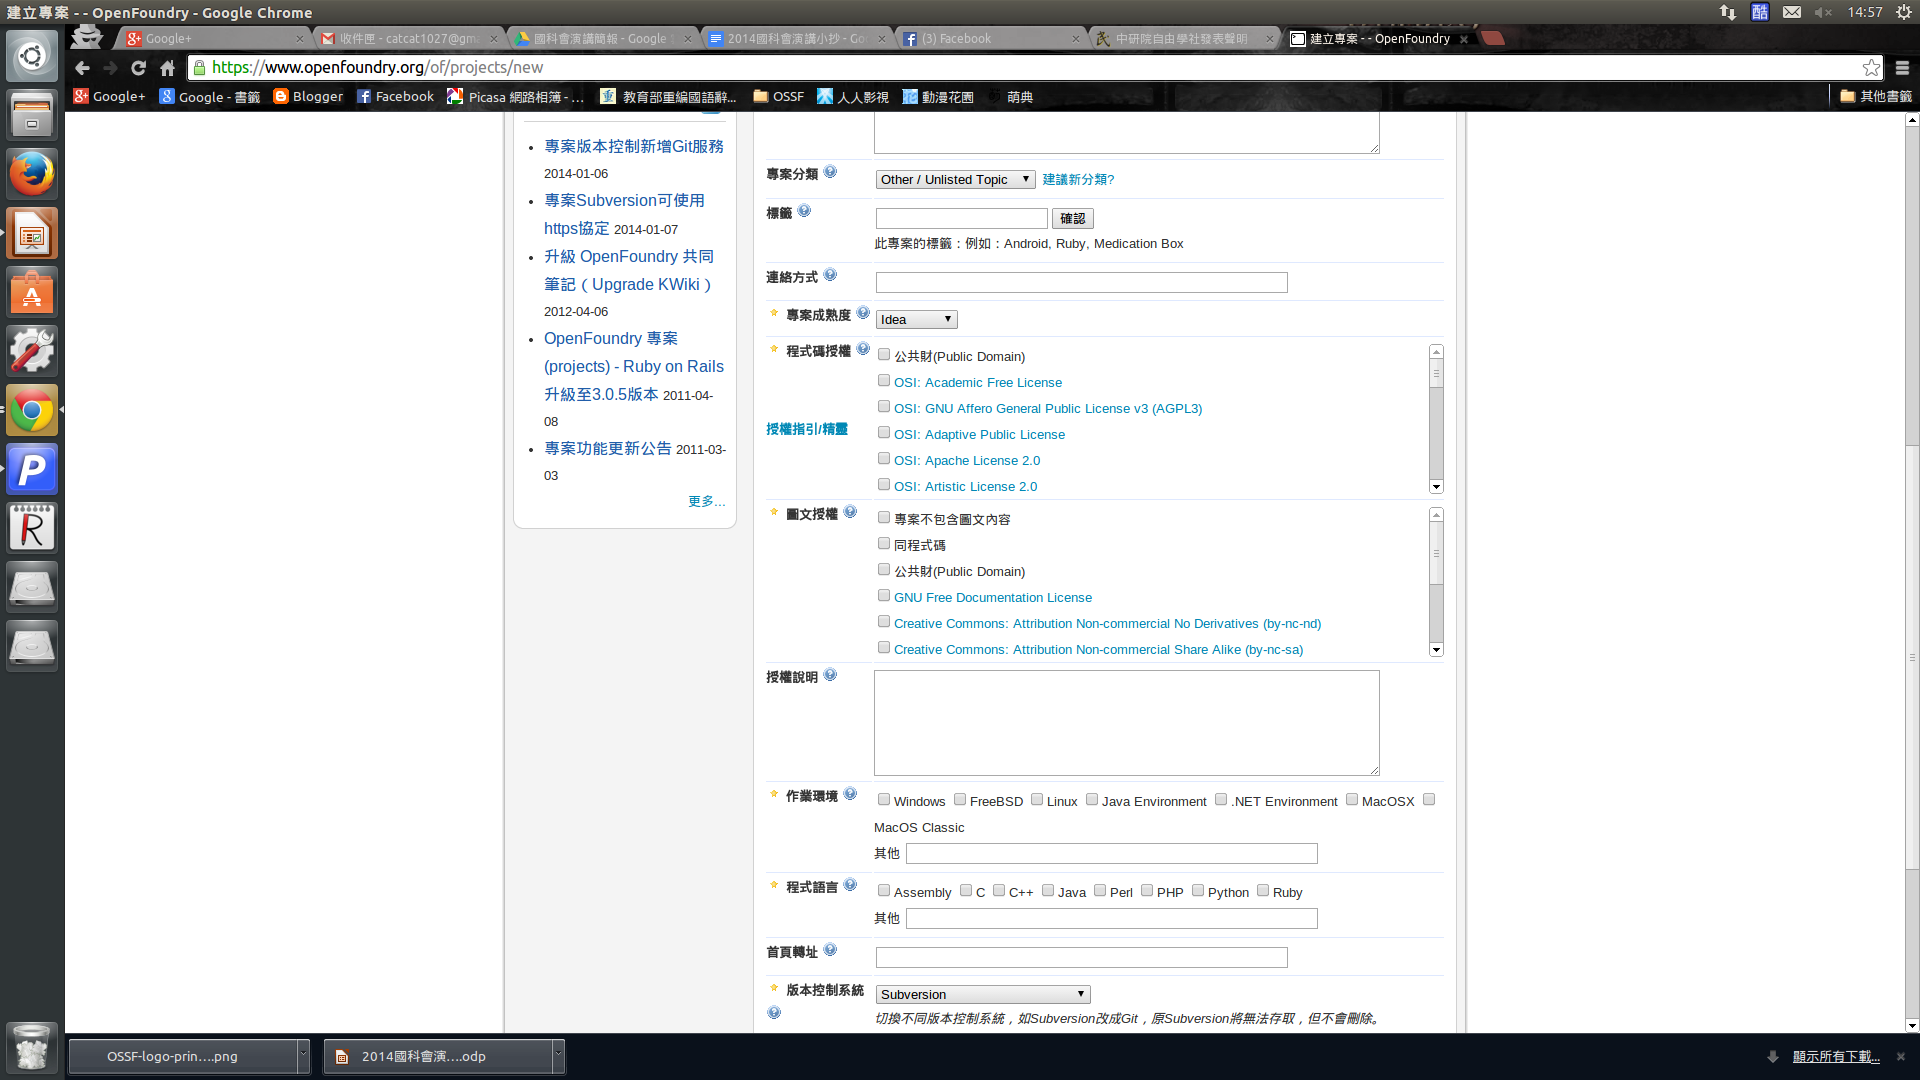 建立專案 - - OpenFoundry - Google Chrome
酷
14:57
Google+
收件匣 - catcat1027@gma
國科會演講簡報 - Google
2014國科會演講小抄 - Go
(3) Facebook
中研院自由學社發表聲明
建立專案 - - OpenFoundry
https://www.openfoundry.org/of/projects/new
Google+
Google - 書籤
Blogger
Facebook
Picasa 網路相簿 - ...
教育部重編國語辭...
OSSF
人人影視
動漫花園
萌典
其他書籤
專案版本控制新增Git服務
2014-01-06
專案Subversion可使用
https協定 2014-01-07
升級 OpenFoundry 共同
筆記（Upgrade KWiki）
2012-04-06
OpenFoundry 專案
(projects) - Ruby on Rails
升級至3.0.5版本 2011-04-
08
專案功能更新公告 2011-03-
03
更多...
專案分類
Other / Unlisted Topic
建議新分類?
標籤
確認
此專案的標籤：例如：Android, Ruby, Medication Box
連絡方式
專案成熟度
Idea
程式碼授權
授權指引/精靈
公共財(Public Domain)
OSI: Academic Free License
OSI: GNU Affero General Public License v3 (AGPL3)
OSI: Adaptive Public License
OSI: Apache License 2.0
OSI: Artistic License 2.0
圖文授權
專案不包含圖文內容
同程式碼
公共財(Public Domain)
GNU Free Documentation License
Creative Commons: Attribution Non-commercial No Derivatives (by-nc-nd)
Creative Commons: Attribution Non-commercial Share Alike (by-nc-sa)
授權說明
作業環境
Windows FreeBSD Linux Java Environment .NET Environment MacOSX
MacOS Classic
其他
程式語言
Assembly C C++ Java Perl PHP Python Ruby
其他
首頁轉址
版本控制系統
Subversion
切換不同版本控制系統，如Subversion改成Git，原Subversion將無法存取，但不會刪除。
OSSF-logo-prin....png
2014國科會演....odp
顯示所有下載...